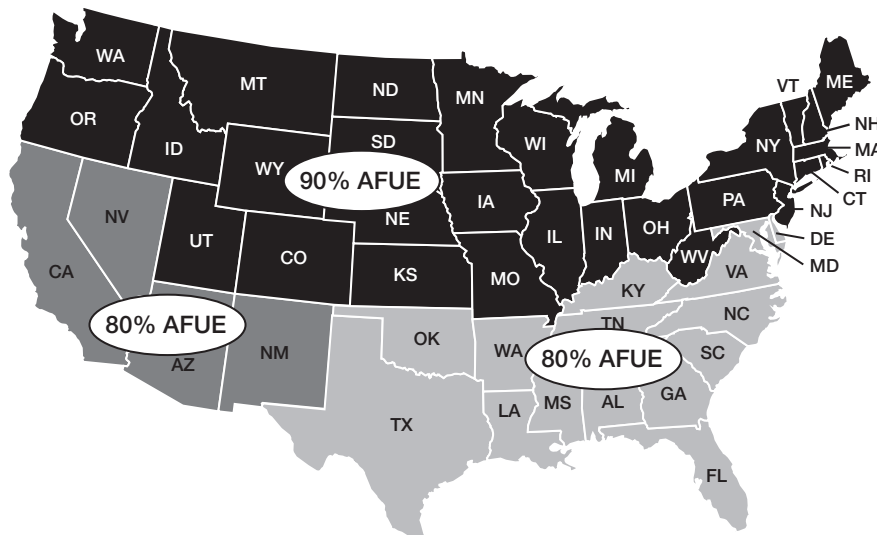 WA
MT
ND
MN
VT
ME
OR
ID
WY
SD
WI
MI
NY
NH
MA
RI
CT
90% AFUE
IA
NE
PA
NJ
NV
UT
CO
KS
MO
IL
IN
OH
WV
DE
MD
CA
VA
KY
80% AFUE
AZ
NM
OK
WA
TN
NC
80% AFUE
SC
TX
LA
MS
AL
GA
FL